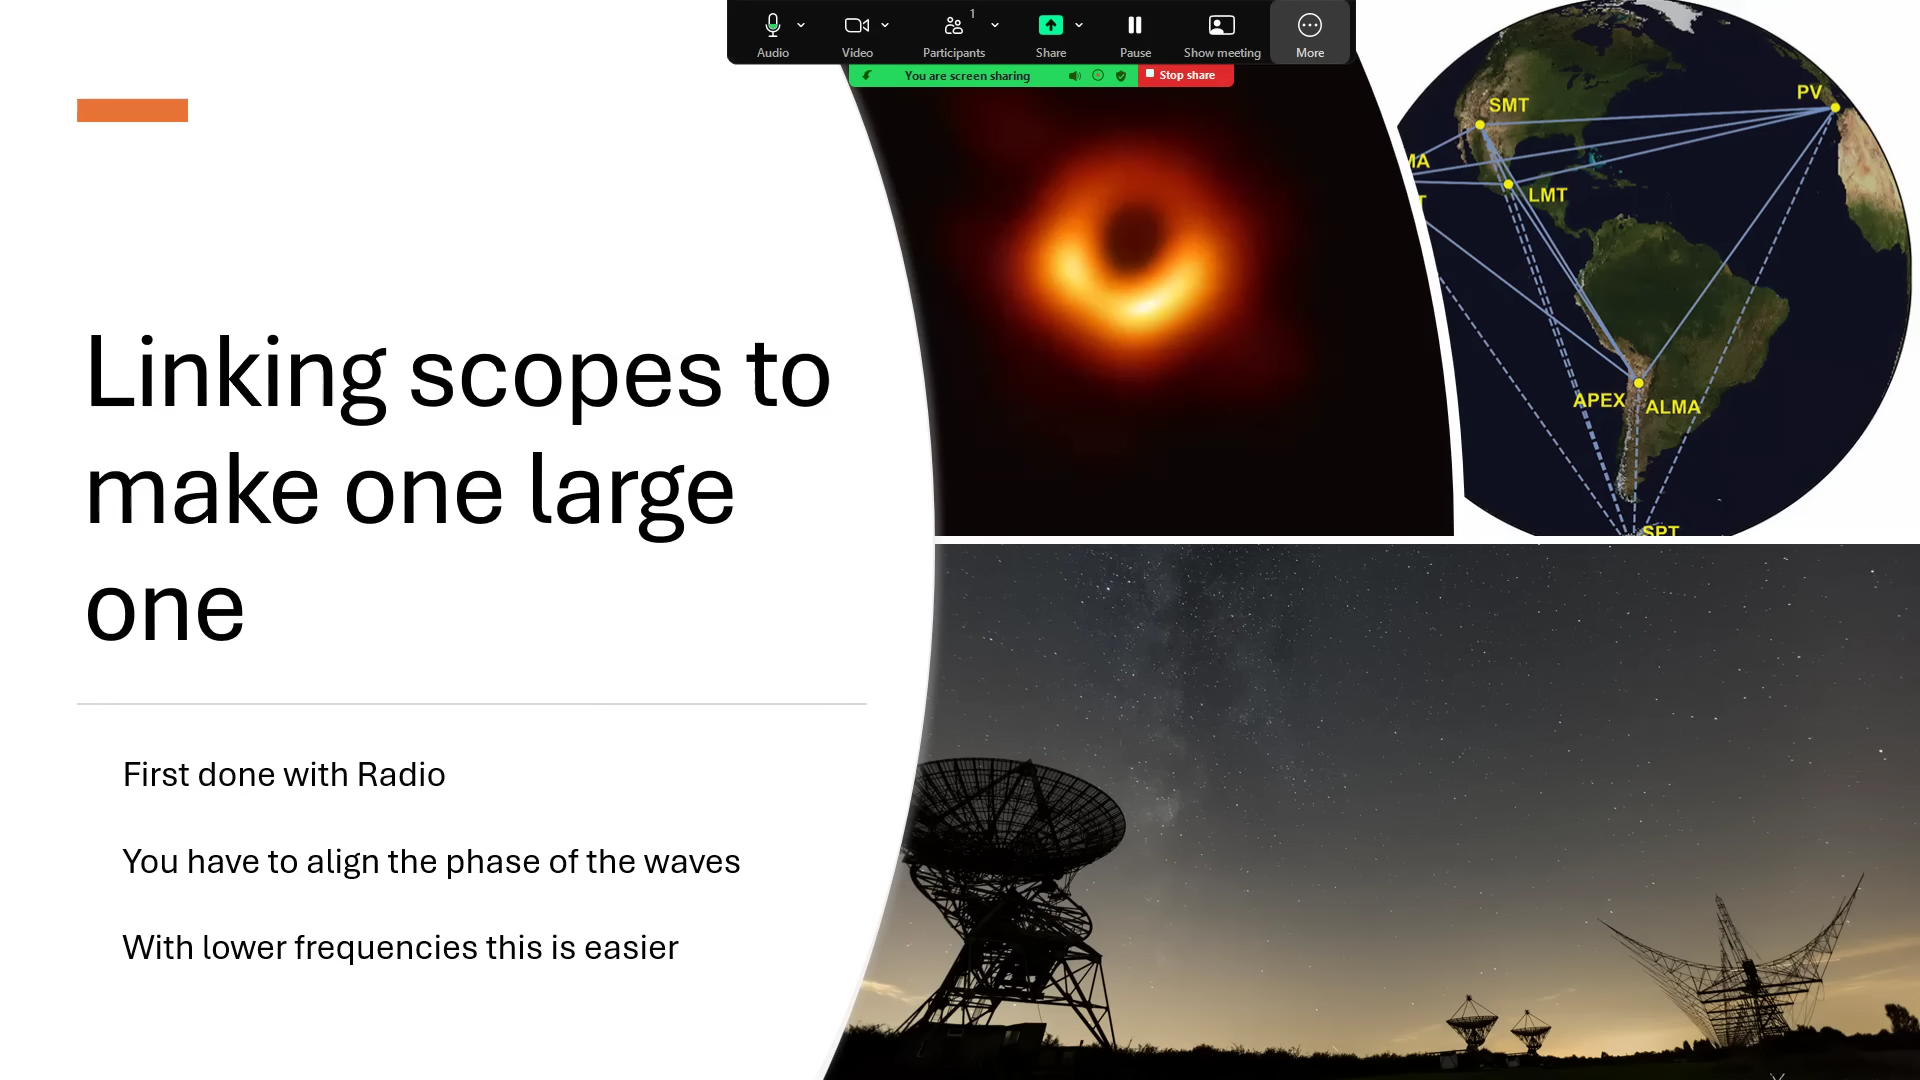 1
Audio
Video
Participants
Share
Pause
Show meeting
More
You are screen sharing
Stop share
Linking scopes to
make one large
one
First done with Radio
You have to align the phase of the waves
With lower frequencies this is easier
SMT
PV
MA
T
LMT
APEX
ALMA
SPT